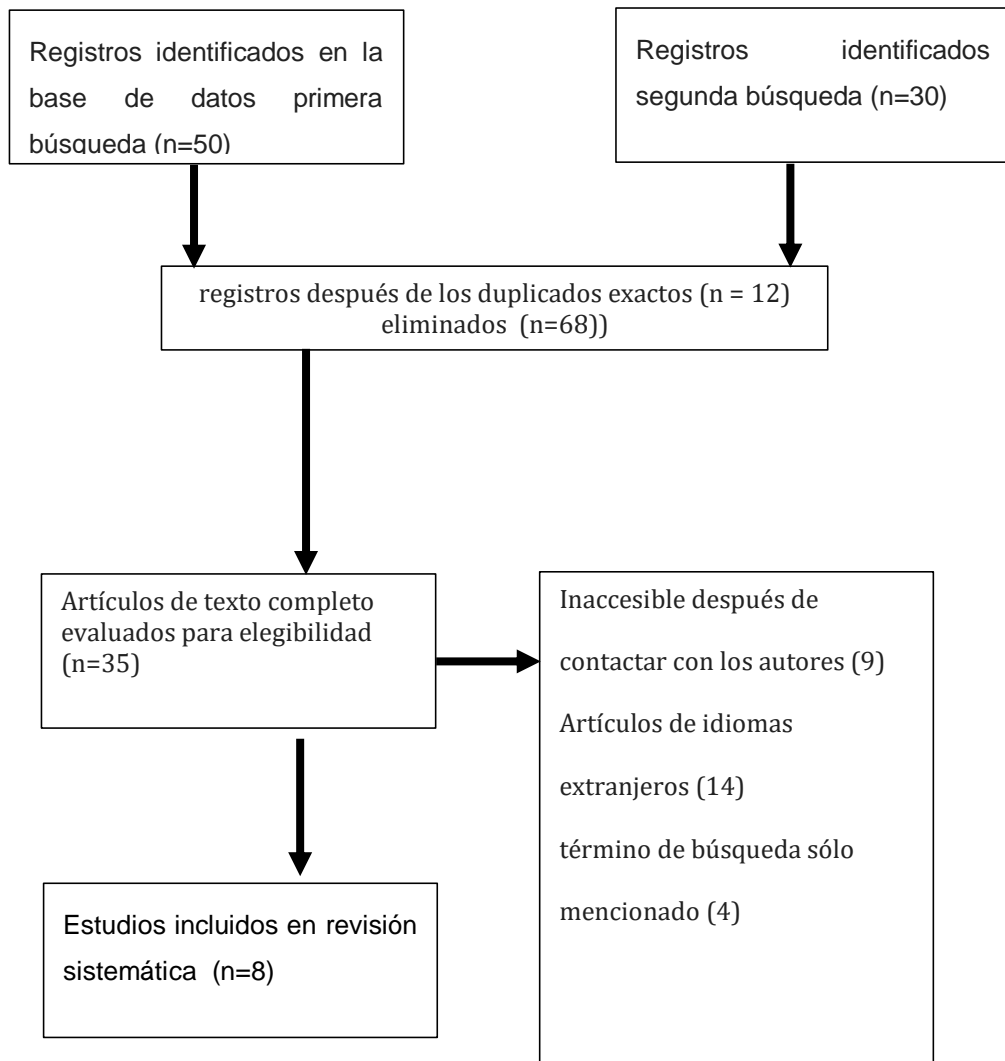 Registros identificados en la
base de datos primera
búsqueda (n=50)
Registros identificados
segunda búsqueda (n=30)
registros después de los duplicados exactos (n = 12)
eliminados (n=68))
Artículos de texto completo
evaluados para elegibilidad
(n=35)
Inaccesible después de
contactar con los autores (9)
Artículos de idiomas
extranjeros (14)
término de búsqueda sólo
mencionado (4)
Estudios incluidos en revisión
sistemática (n=8)